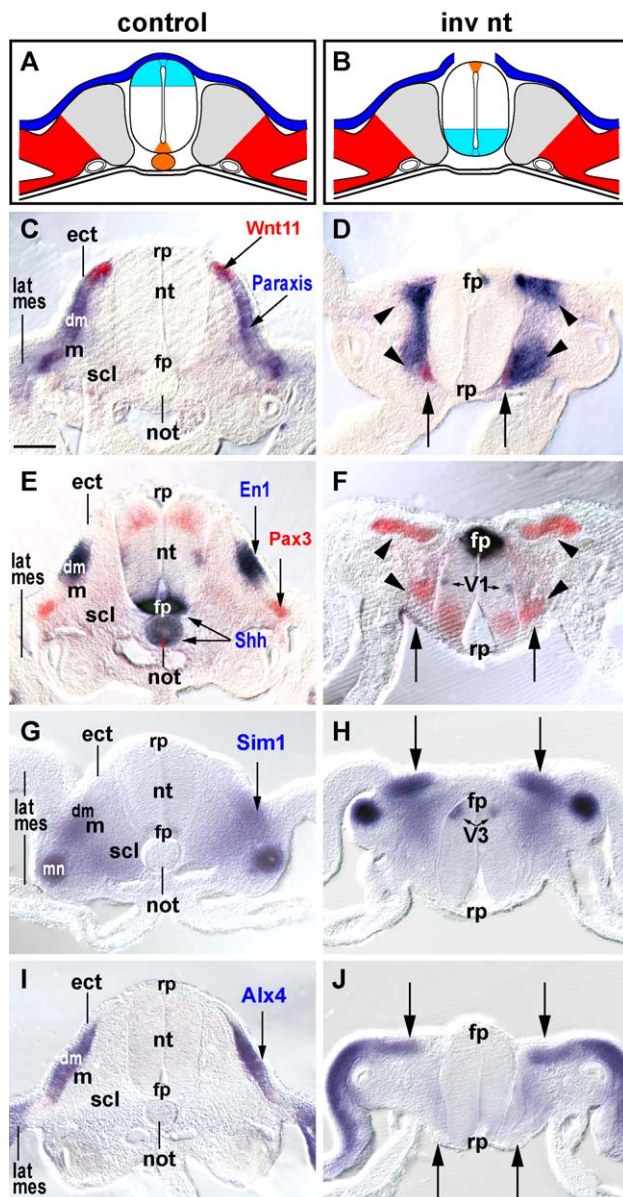 control
inv nt
A
B
C
ect
rp
Wnt11
lat
mes
nt
Paraxis
dm
m
fp
scl
not
D
fp
rp
E
ect
rp
En1
nt
Pax3
dm
m
lat
mes
scl
fp
Shh
not
F
fp
V1
rp
G
ect
rp
Sim1
lat
mes
nt
dm
m
fp
scl
mn
not
H
fp
V3
rp
I
ect
rp
Alx4
dm
nt
m
fp
scl
lat
mes
not
J
fp
rp